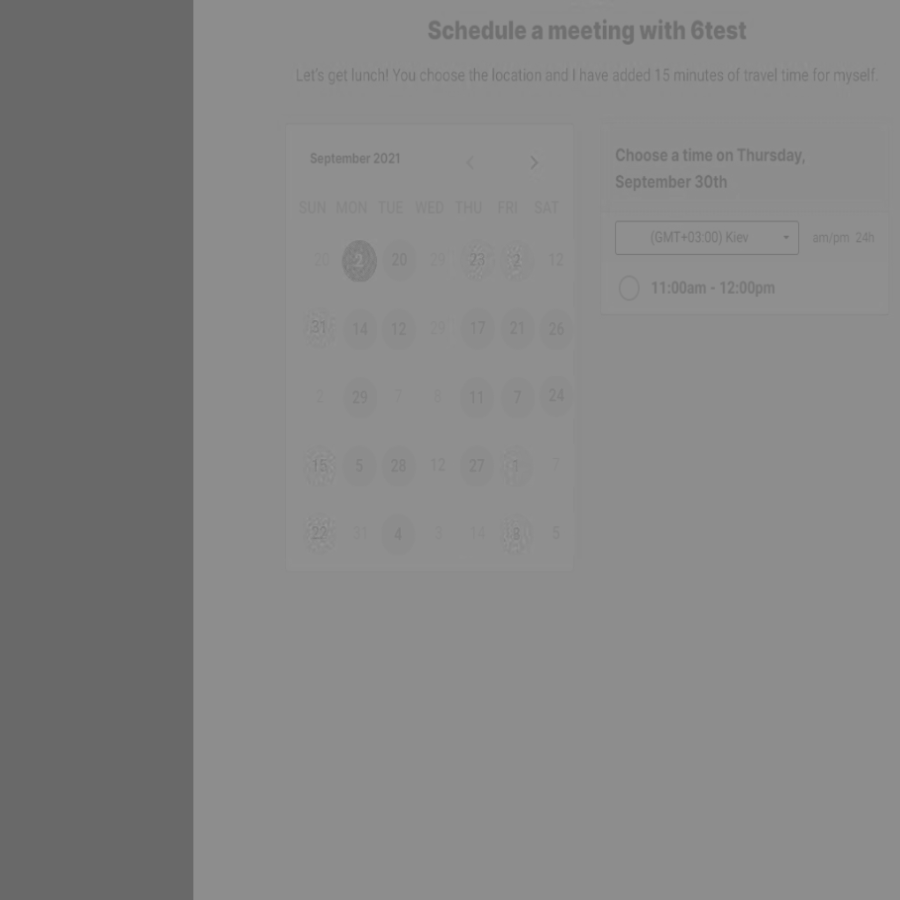 Schedule a meeting with 6test
Let's get lunch! You choose the location and I have added 15 minutes of travel time for myself.
September 2021
SUN MON TUE WED THU FRI SAT
20 2 20 29 23 2 12
31 14 12 29 17 21 26
29 7 8 11 7 24
15 5 28 12 27 7
22 31 4 3 14 5
Choose a time on Thursday,
September 30th
(GMT+03:00) Kiev am/pm 24h
11:00am - 12:00pm